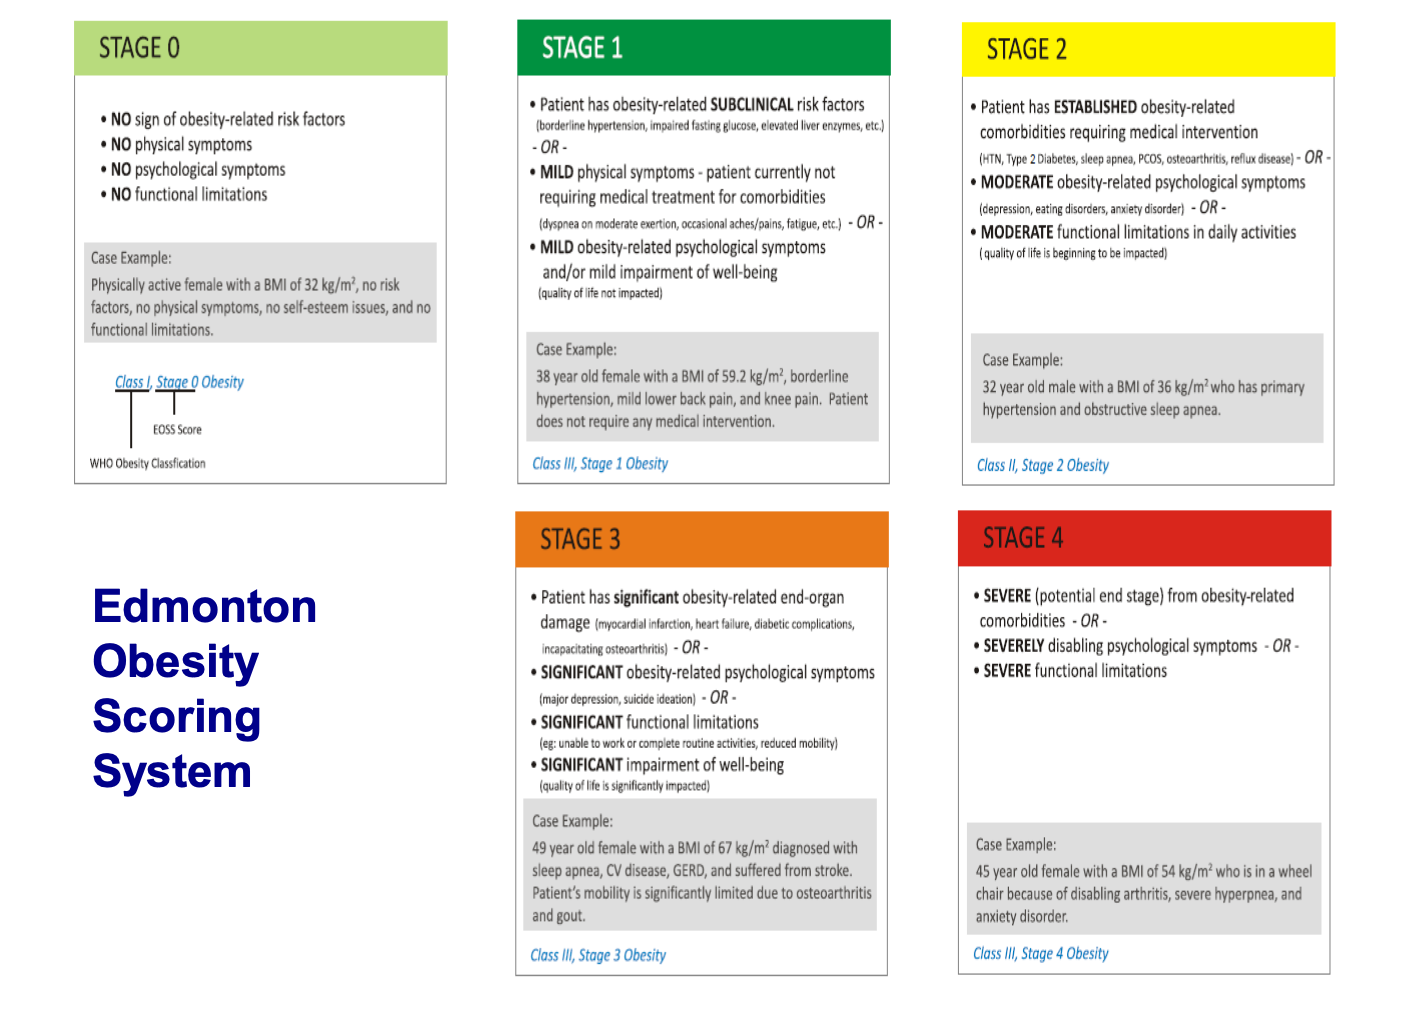 STAGE 0
• NO sign of obesity-related risk factors
• NO physical symptoms
• NO psychological symptoms
• NO functional limitations
Case Example:
Physically active female with a BMI of 32 kg/m², no risk
factors, no physical symptoms, no self-esteem issues, and no
functional limitations.
Class I, Stage 0 Obesity
EOSS Score
WHO Obesity Classfication
STAGE 1
• Patient has obesity-related SUBCLINICAL risk factors
(borderline hypertension, impaired fasting glucose, elevated liver enzymes, etc.)
- OR -
• MILD physical symptoms - patient currently not
requiring medical treatment for comorbidities
(dyspnea on moderate exertion, occasional aches/pains, fatigue, etc.) - OR -
• MILD obesity-related psychological symptoms
and/or mild impairment of well-being
(quality of life not impacted)
Case Example:
38 year old female with a BMI of 59.2 kg/m², borderline
hypertension, mild lower back pain, and knee pain. Patient
does not require any medical intervention.
Class III, Stage 1 Obesity
STAGE 2
• Patient has ESTABLISHED obesity-related
comorbidities requiring medical intervention
(HTN, Type 2 Diabetes, sleep apnea, PCOS, osteoarthritis, reflux disease) - OR -
• MODERATE obesity-related psychological symptoms
(depression, eating disorders, anxiety disorder) - OR -
• MODERATE functional limitations in daily activities
( quality of life is beginning to be impacted)
Case Example:
32 year old male with a BMI of 36 kg/m² who has primary
hypertension and obstructive sleep apnea.
Class II, Stage 2 Obesity
Edmonton
Obesity
Scoring
System
STAGE 3
• Patient has significant obesity-related end-organ
damage (myocardial infarction, heart failure, diabetic complications,
incapacitating osteoarthritis) - OR -
• SIGNIFICANT obesity-related psychological symptoms
(major depression, suicide ideation) - OR -
• SIGNIFICANT functional limitations
(eg: unable to work or complete routine activities, reduced mobility)
• SIGNIFICANT impairment of well-being
(quality of life is significantly impacted)
Case Example:
49 year old female with a BMI of 67 kg/m² diagnosed with
sleep apnea, CV disease, GERD, and suffered from stroke.
Patient's mobility is significantly limited due to osteoarthritis
and gout.
Class III, Stage 3 Obesity
STAGE 4
• SEVERE (potential end stage) from obesity-related
comorbidities - OR -
• SEVERELY disabling psychological symptoms - OR -
• SEVERE functional limitations
Case Example:
45 year old female with a BMI of 54 kg/m² who is in a wheel
chair because of disabling arthritis, severe hyperpnea, and
anxiety disorder.
Class III, Stage 4 Obesity